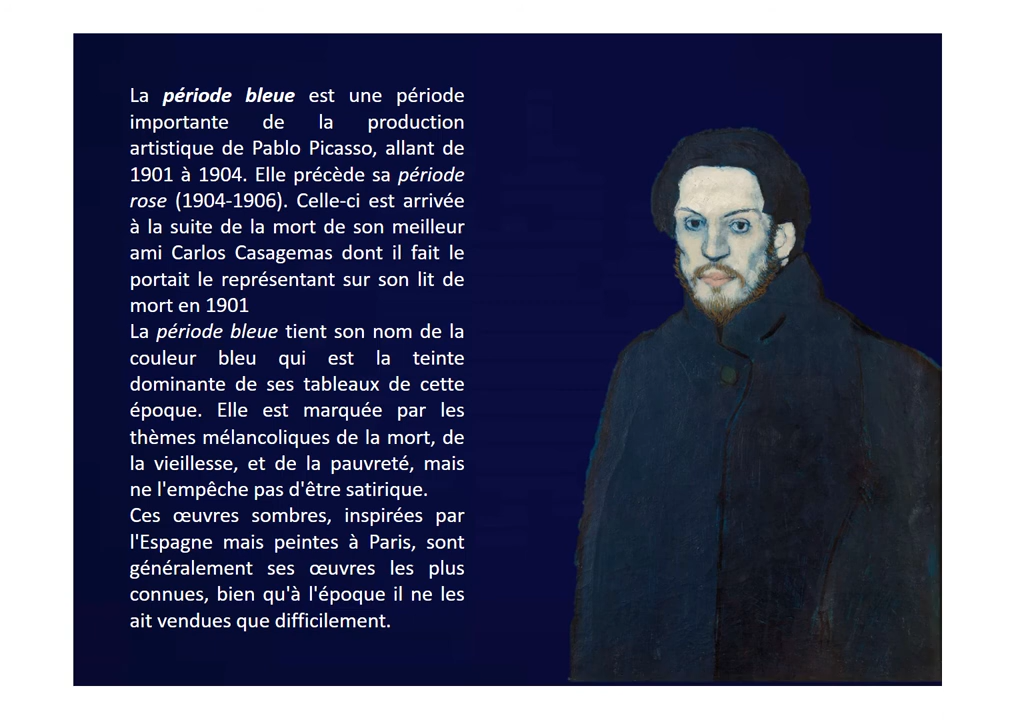 La période bleue est une période
importante de la production
artistique de Pablo Picasso, allant de
1901 à 1904. Elle précède sa période
rose (1904-1906). Celle-ci est arrivée
à la suite de la mort de son meilleur
ami Carlos Casagemas dont il fait le
portait le représentant sur son lit de
mort en 1901
La période bleue tient son nom de la
couleur bleu qui est la teinte
dominante de ses tableaux de cette
époque. Elle est marquée par les
thèmes mélancoliques de la mort, de
la vieillesse, et de la pauvreté, mais
ne l'empêche pas d'être satirique.
Ces œuvres sombres, inspirées par
l'Espagne mais peintes à Paris, sont
généralement ses œuvres les plus
connues, bien qu'à l'époque il ne les
ait vendues que difficilement.